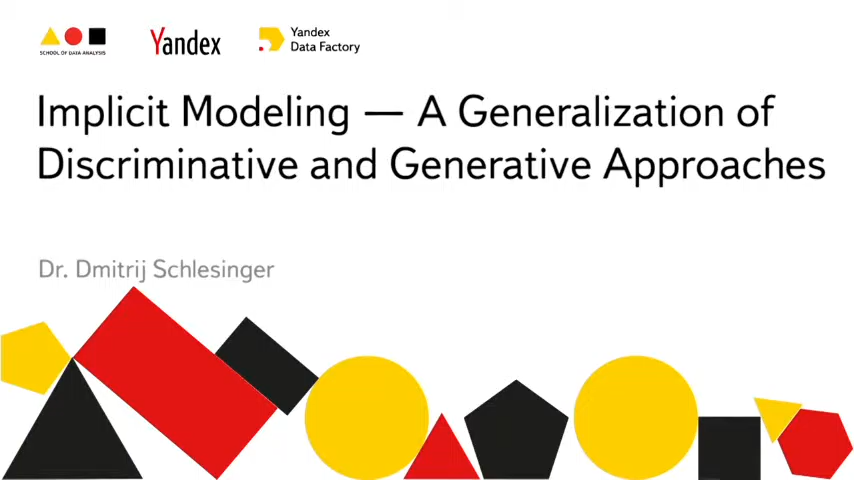 SCHOOL OF DATA ANALYSIS
Yandex
Yandex
Data Factory
Implicit Modeling — A Generalization of
Discriminative and Generative Approaches
Dr. Dmitrij Schlesinger